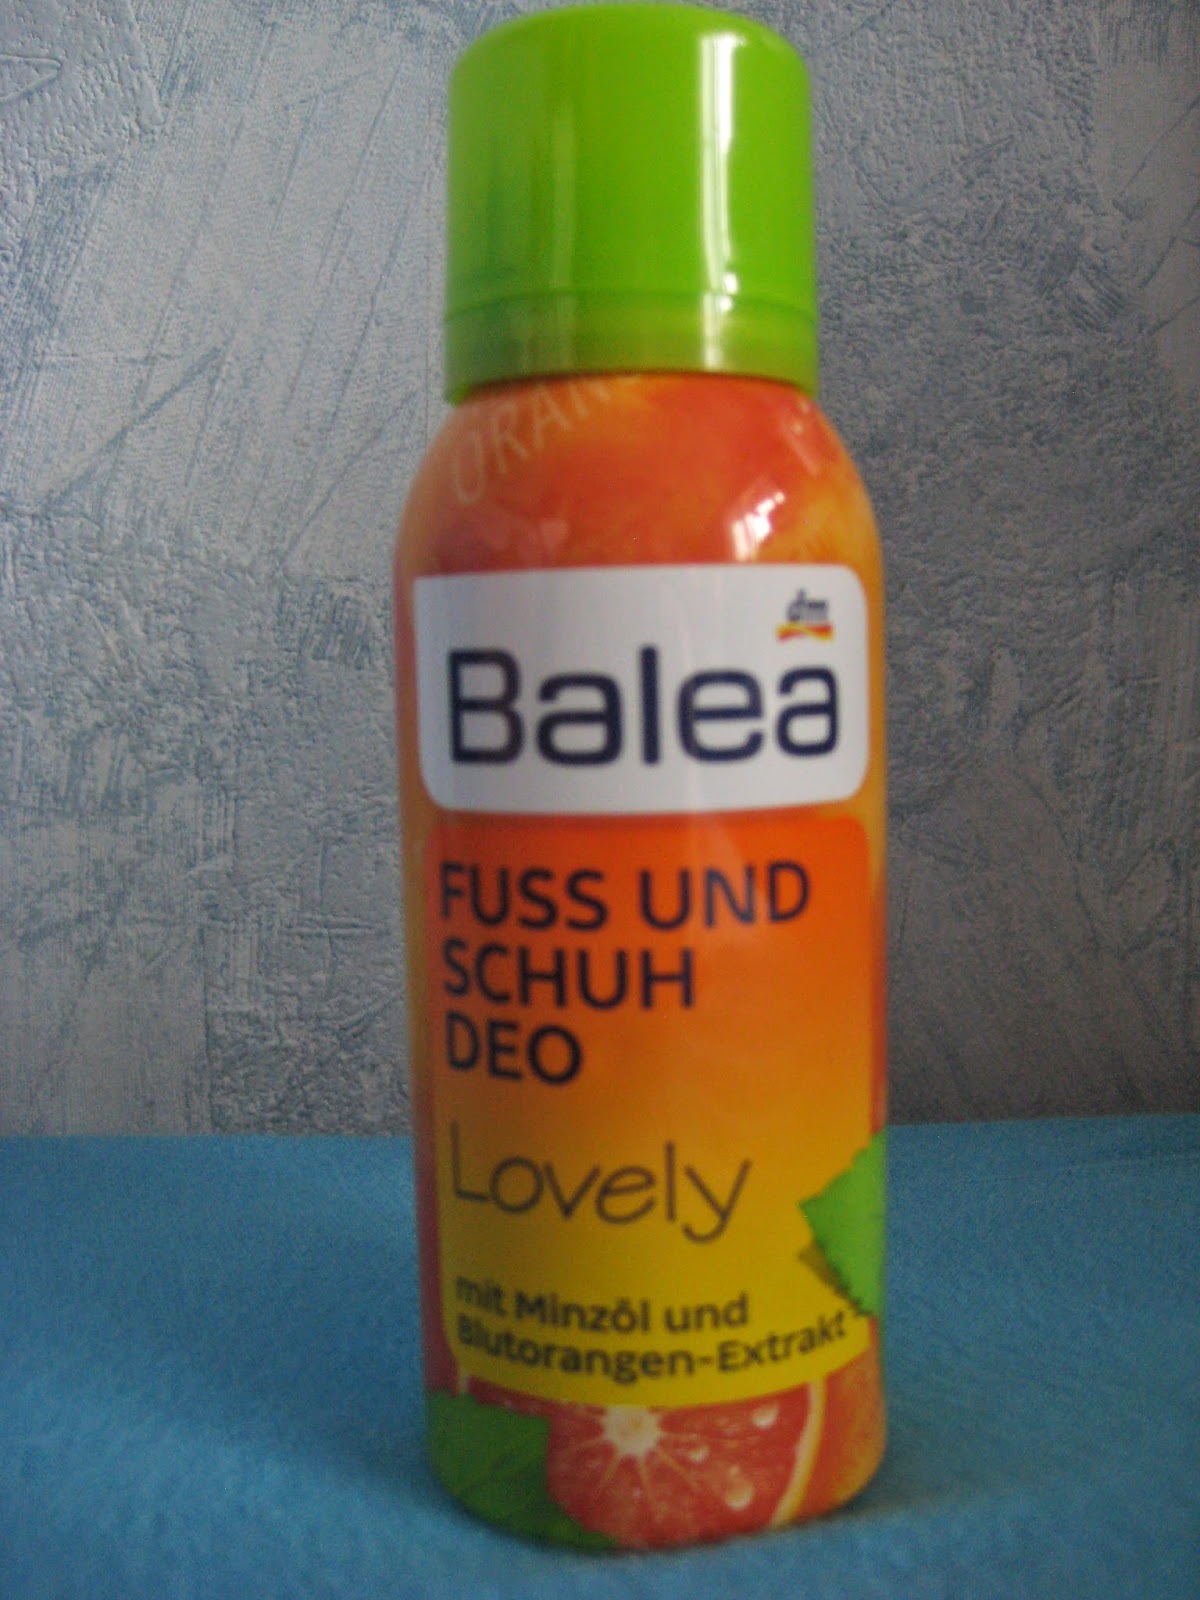 dm
Balea
FUSS UND
SCHUH
DEO
Lovely
mit Minzöl und
Blutorangen-Extrakt